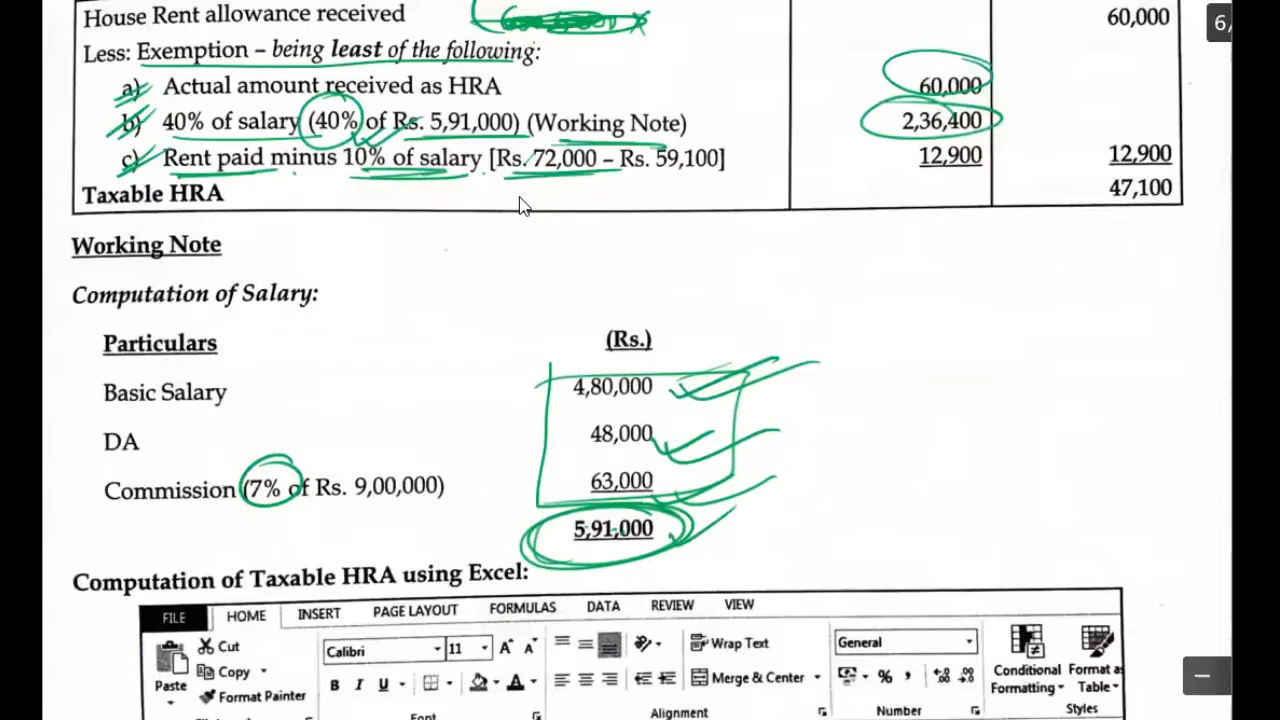 House Rent allowance received 60,000
Less: Exemption – being least of the following:
a) Actual amount received as HRA 60,000
b) 40% of salary (40% of Rs. 5,91,000) (Working Note) 2,36,400
c) Rent paid minus 10% of salary [Rs. 72,000 – Rs. 59,100] 12,900 12,900
Taxable HRA 47,100
6/
Working Note
Computation of Salary:
Particulars (Rs.)
Basic Salary 4,80,000
DA 48,000
Commission (7% of Rs. 9,00,000) 63,000
5,91,000
Computation of Taxable HRA using Excel:
FILE HOME INSERT PAGE LAYOUT FORMULAS DATA REVIEW VIEW
Cut
Copy
Format Painter
Paste
Calibri 11
B I U
Wrap Text
Merge & Center
General
%
Conditional Formatting
Format as Table
Font Alignment Number Styles